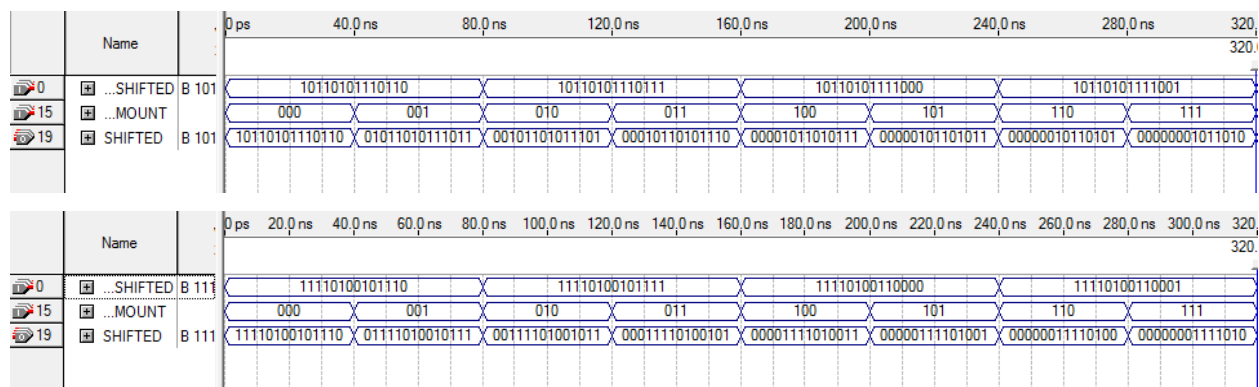 0 ps 40.0 ns 80.0 ns 120.0 ns 160.0 ns 200.0 ns 240.0 ns 280.0 ns 320.
Name
320.
0 ...SHIFTED B 101 10110101110110 10110101110111 10110101111000 10110101111001
15 ...MOUNT 000 001 010 011 100 101 110 111
19 SHIFTED B 101 10110101110110 01011010111011 00101101011101 00010110101110 00001011010111 00000101101011 00000010110101 00000001011010
0 ps 20.0 ns 40.0 ns 60.0 ns 80.0 ns 100.0 ns 120.0 ns 140.0 ns 160.0 ns 180.0 ns 200.0 ns 220.0 ns 240.0 ns 260.0 ns 280.0 ns 300.0 ns 320.
Name
320.
0 ...SHIFTED B 111 11110100101110 11110100101111 11110100110000 11110100110001
15 ...MOUNT 000 001 010 011 100 101 110 111
19 SHIFTED B 111 11110100101110 01111010010111 00111101001011 00011110100101 00001111010011 00000111101001 00000011110100 00000001111010